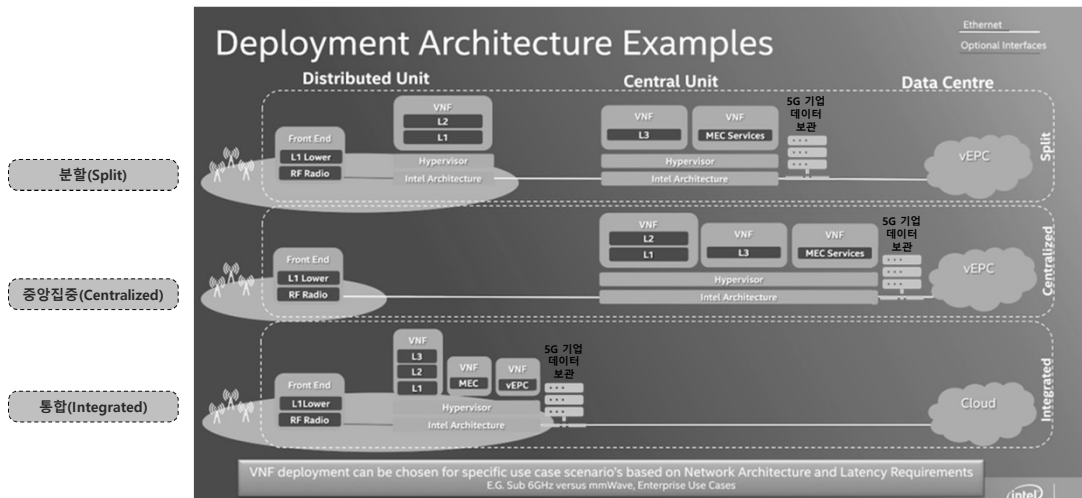 Deployment Architecture Examples
Ethernet
Optional Interfaces
Distributed Unit
Central Unit
Data Centre
분할(Split)
Front End
L1 Lower
RF Radio
VNF
L2
L1
Hypervisor
Intel Architecture
VNF
L3
VNF
MEC Services
Hypervisor
Intel Architecture
5G 기업
데이터
보관
vEPC
Split
중앙집중(Centralized)
Front End
L1 Lower
RF Radio
VNF
L2
L1
VNF
L3
VNF
MEC Services
Hypervisor
Intel Architecture
5G 기업
데이터
보관
vEPC
Centralized
통합(Integrated)
Front End
L1Lower
RF Radio
VNF
L3
L2
L1
VNF
MEC
VNF
vEPC
Hypervisor
Intel Architecture
5G 기업
데이터
보관
Cloud
Integrated
VNF deployment can be chosen for specific use case scenario's based on Network Architecture and Latency Requirements
E.G. Sub 6GHz versus mmWave, Enterprise Use Cases
intel